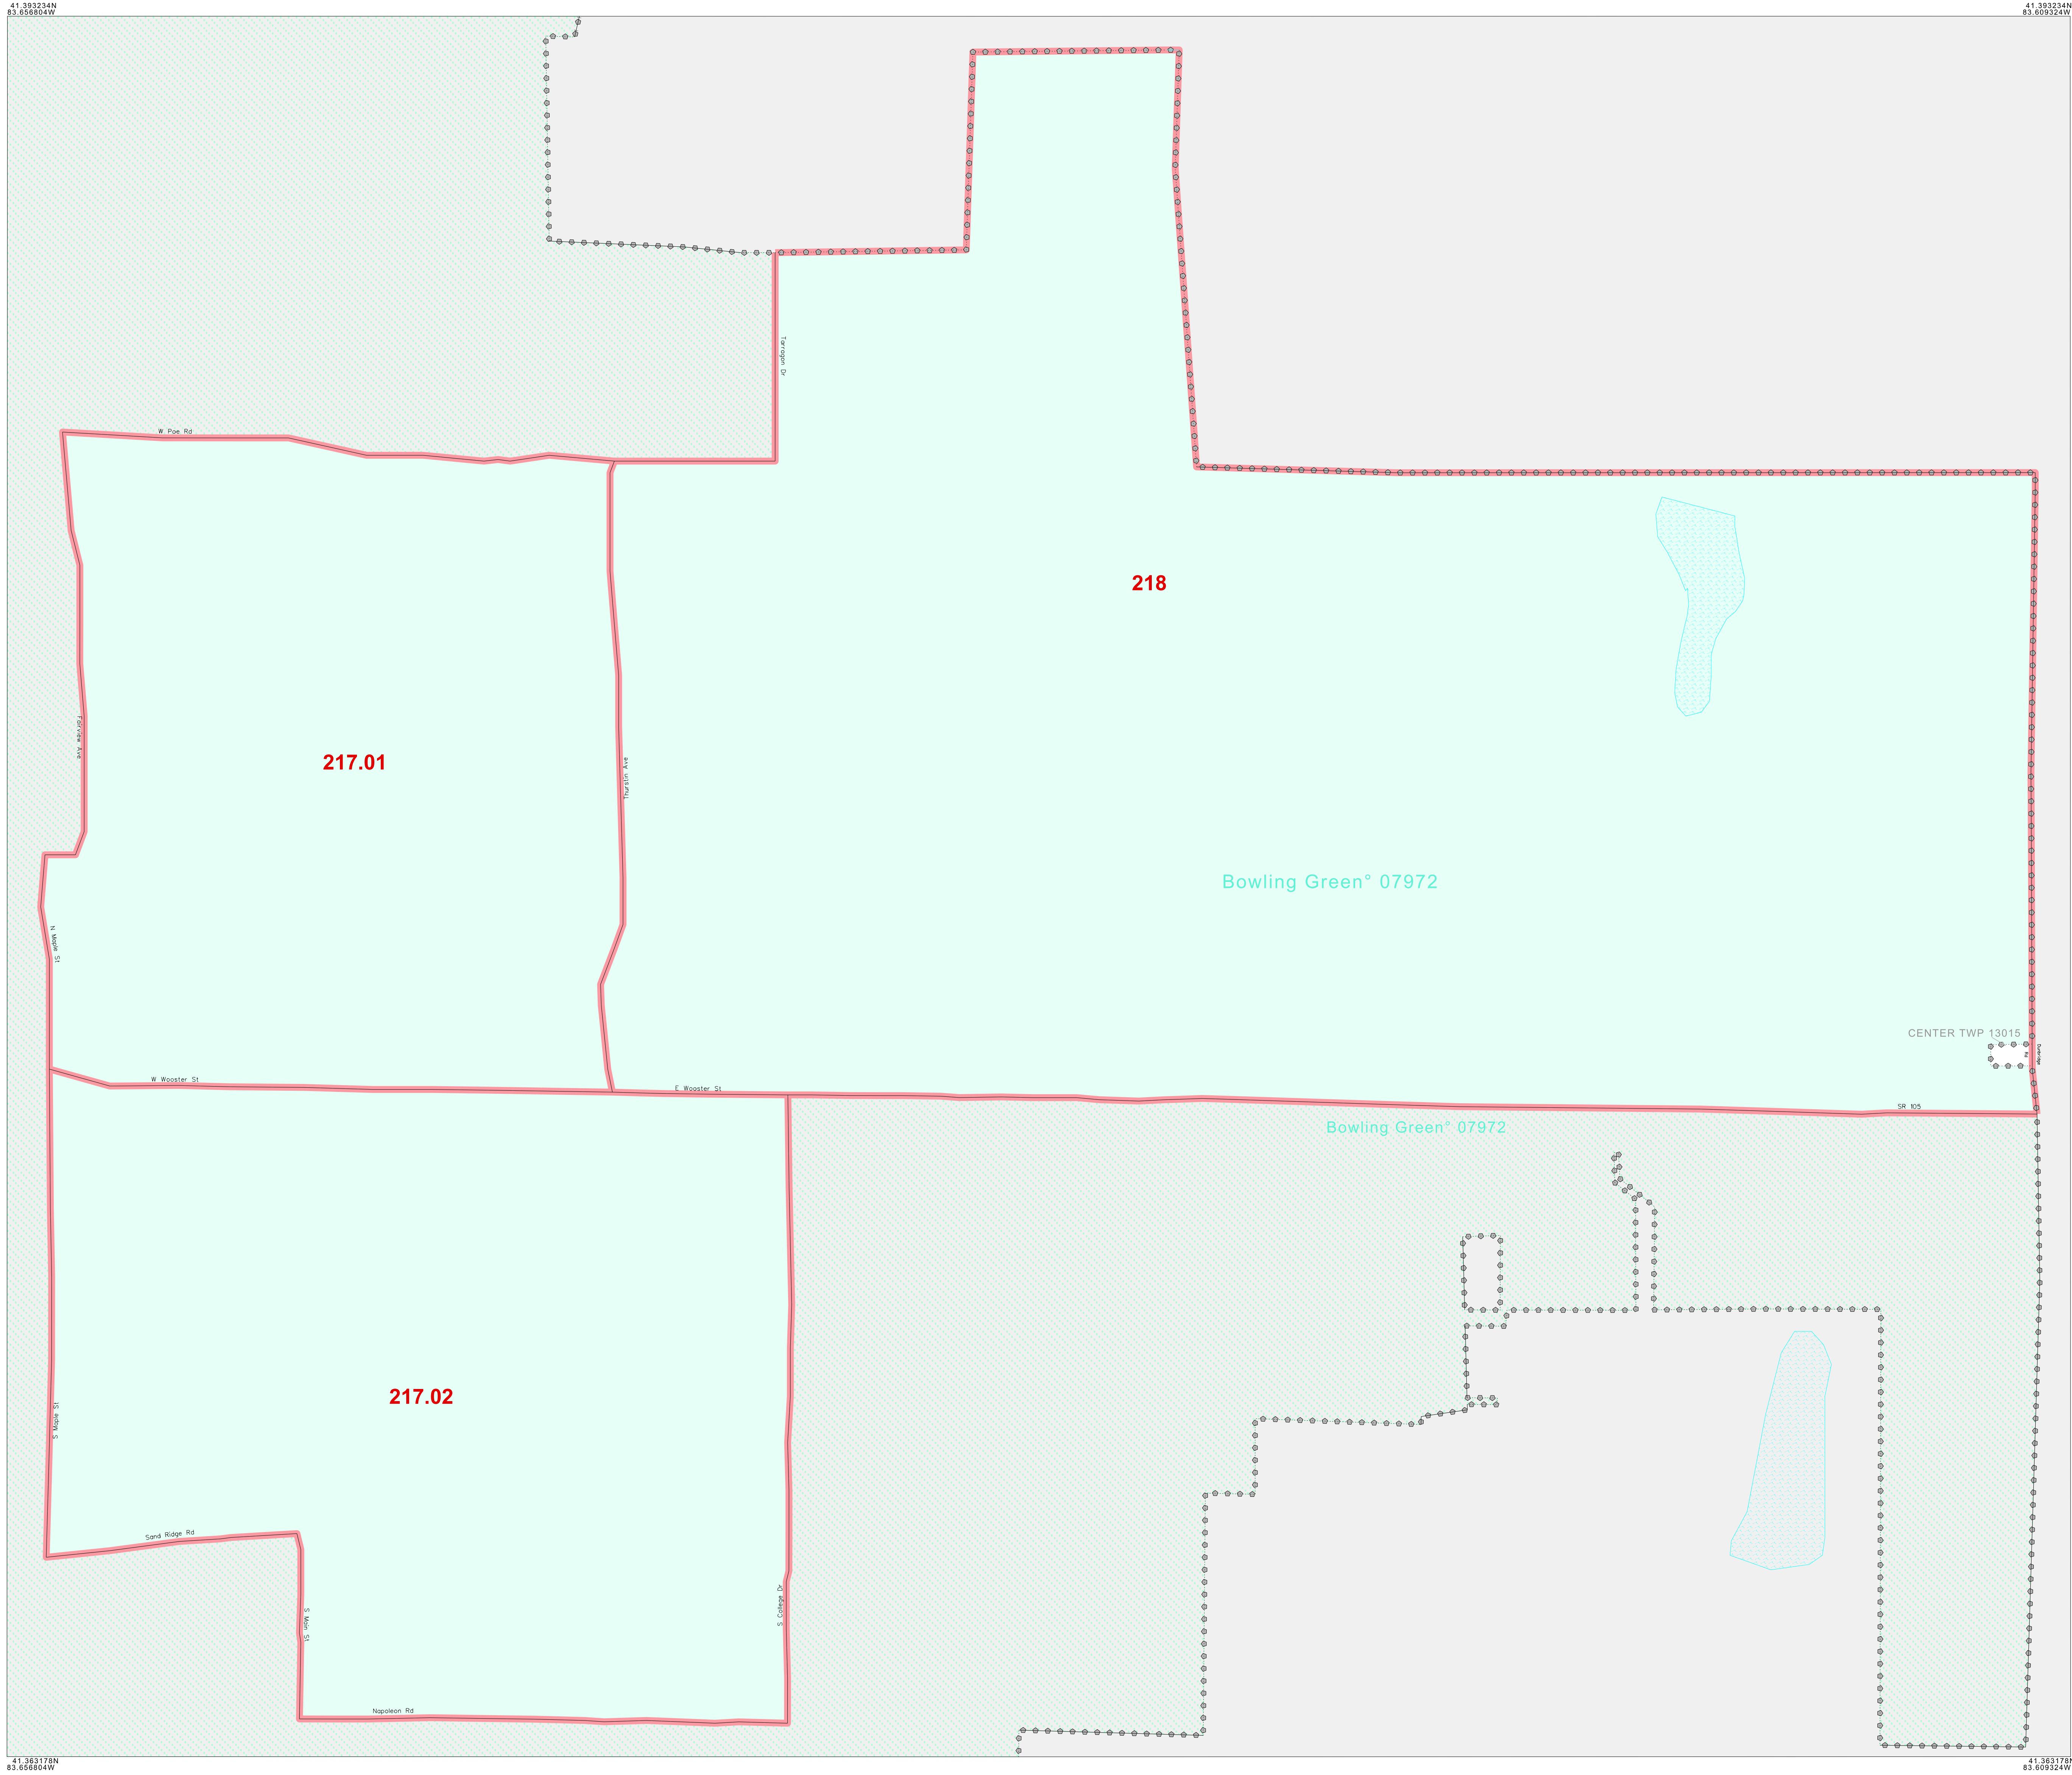 41.393234N
83.656804W
41.393234N
83.609324W
Tarragon Dr
W Poe Rd
218
Fairview Ave
217.01
Thurstin Ave
Bowling Green° 07972
N Maple St
CENTER TWP 13015
Dunbridge
Rd
W Wooster St
E Wooster St
SR 105
Bowling Green° 07972
217.02
S Maple St
Sand Ridge Rd
S Main St
S College Dr
Napoleon Rd
41.363178N
83.656804W
41.363178N
83.609324W